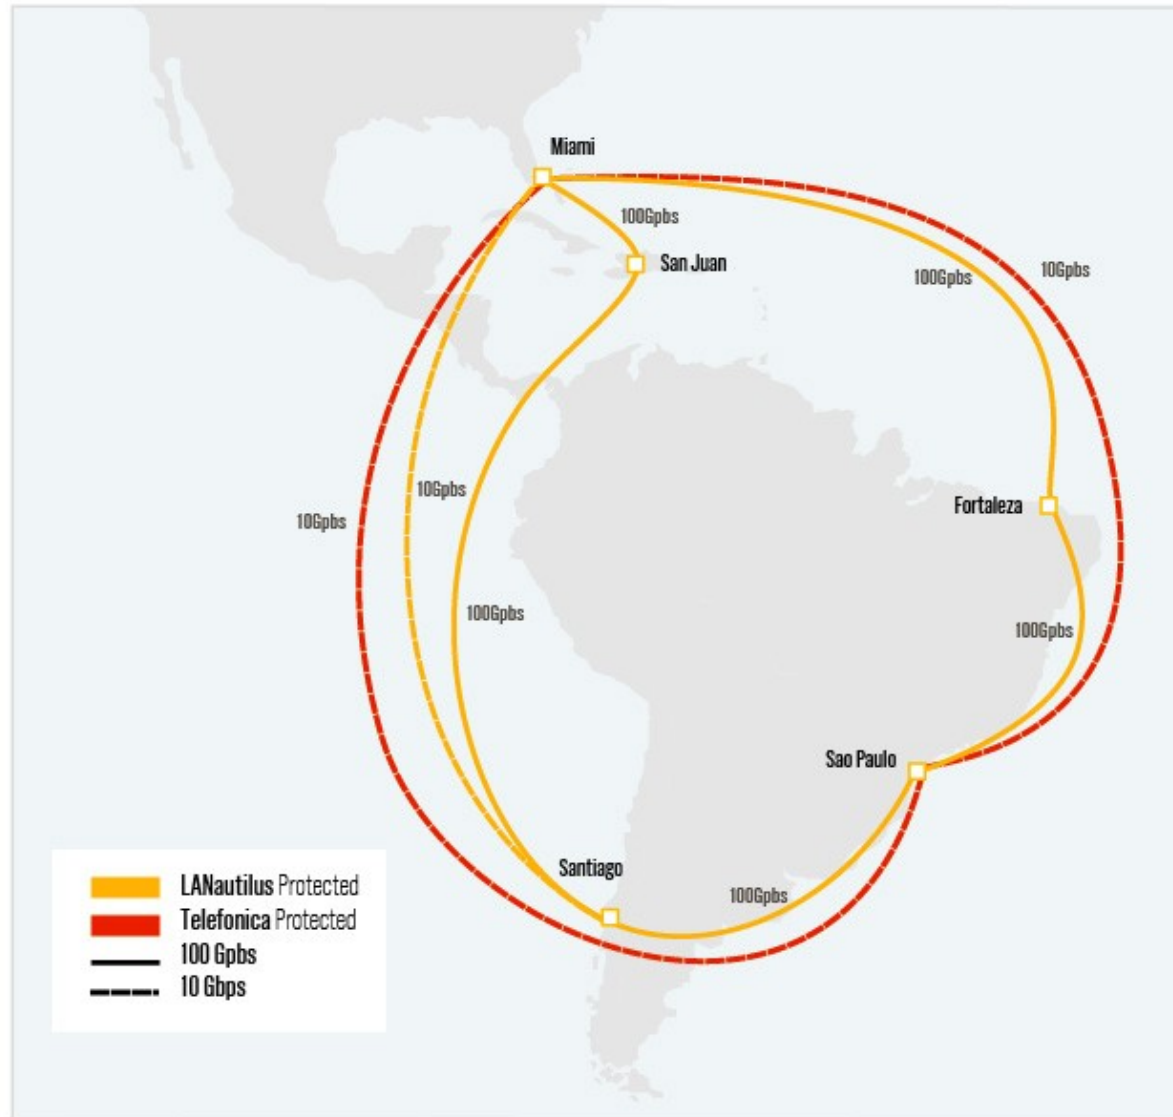 Miami
100Gpbs
San Juan
100Gpbs
10Gpbs
10Gpbs
10Gpbs
Fortaleza
100Gpbs
100Gpbs
Sao Paulo
Santiago
100Gpbs
LANautilus Protected
Telefonica Protected
100 Gpbs
10 Gbps